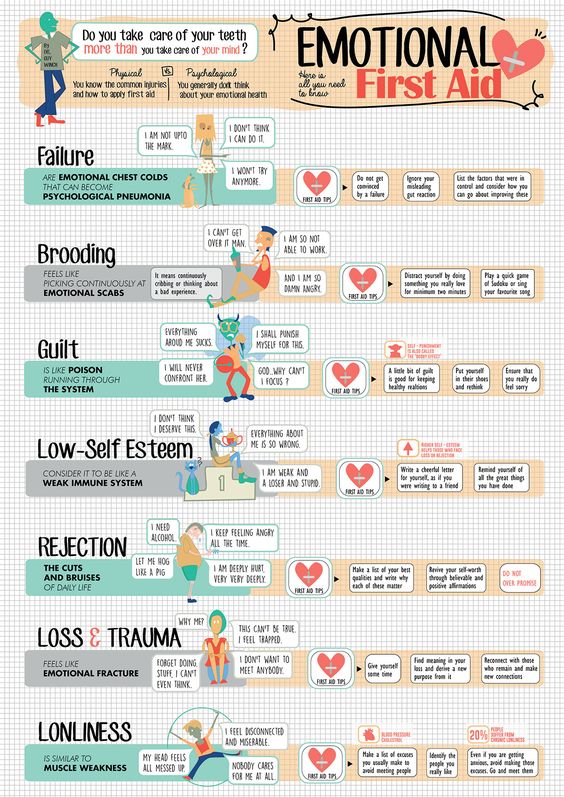 BY
DR.
GUY
WINCH
Do you take care of your teeth
more than you take care of your mind?
Physical
VS
Psychological
You know the common injuries
and how to apply first aid
You generally dont think
about your emotional health
EMOTIONAL
First Aid
Here is
all you need
to know
Failure
ARE EMOTIONAL CHEST COLDS
THAT CAN BECOME
PSYCHOLOGICAL PNEUMONIA
I AM NOT UPTO
THE MARK.
I DON'T THINK
I CAN DO IT.
I WON'T TRY
ANYMORE.
FIRST AID TIPS
Do not get
convinced
by a failure
Ignore your
misleading
gut reaction
List the factors that were in
control and consider how you
can go about improving these
Brooding
FEELS LIKE
PICKING CONTINUOUSLY AT
EMOTIONAL SCABS
It means continuously
cribing or thinking about
a bad experience.
I CAN'T GET
OVER IT MAN.
I AM SO NOT
ABLE TO WORK.
AND I AM SO
DAMN ANGRY.
FIRST AID TIPS
Distract yourself by doing
something you really love
for minimum two minutes
Play a quick game
of Sudoku or sing
your favourite song
Guilt
IS LIKE POISON
RUNNING THROUGH
THE SYSTEM
EVERYTHING
AROUD ME SUCKS.
I SHALL PUNISH
MYSELF FOR THIS.
I WILL NEVER
CONFRONT HER.
GOD...WHY CAN'T
I FOCUS ?
FIRST AID TIPS
SELF - PUNISHMENT
IS ALSO CALLED
THE "DOBBY EFFECT"
A little bit of guilt
is good for keeping
healthy realtions
Put yourself
in their shoes
and rethink
Ensure that
you really do
feel sorry
Low-Self Esteem
CONSIDER IT TO BE LIKE A
WEAK IMMUNE SYSTEM
I DON'T THINK
I DESERVE THIS.
EVERYTHING ABOUT
ME IS SO WRONG.
I AM WEAK AND
A LOSER AND STUPID.
1
FIRST AID TIPS
HIGHER SELF - ESTEEM
HELPS THOSE WHO FACE
LOSS OR REJECTION
Write a cheerful letter
for yourself, as if you
were writing to a friend
Remind yourself of
all the great things
you have done
REJECTION
THE CUTS
AND BRUISES
OF DAILY LIFE
I NEED
ALCOHOL.
I KEEP FEELING ANGRY
ALL THE TIME.
LET ME HOG
LIKE A PIG
I AM DEEPLY HURT,
VERY VERY DEEPLY.
FIRST AID TIPS
Make a list of your best
qualities and write why
each of these matter
Revive your self-worth
through believable and
positive affirmations
DO NOT
OVER PROMISE
LOSS & TRAUMA
FEELS LIKE
EMOTIONAL FRACTURE
WHY ME?
THIS CAN'T BE TRUE.
I FEEL TRAPPED.
FORGET DOING
STUFF, I CAN'T
EVEN THINK.
I DON'T WANT TO
MEET ANYBODY.
FIRST AID TIPS
Give yourself
some time
Find meaning in your
loss and derive a new
purpose from it
Reconnect with those
who remain and make
new connections
LONLINESS
IS SIMILAR TO
MUSCLE WEAKNESS
I FEEL DISCONNECTED
AND MISERABLE.
MY HEAD FEELS
ALL MESSED UP.
NOBODY CARES
FOR ME AT ALL.
FIRST AID TIPS
BLOOD PRESSURE
CHOLETROL
20%
PEOPLE
SUFFER FROM
CHRONIC LONLINESS.
Make a list of excuses
you usually make to
avoid meeting people
Identify the
people you
really like
Even if you are getting
anxious, avoid making
those excuses. Go and meet them